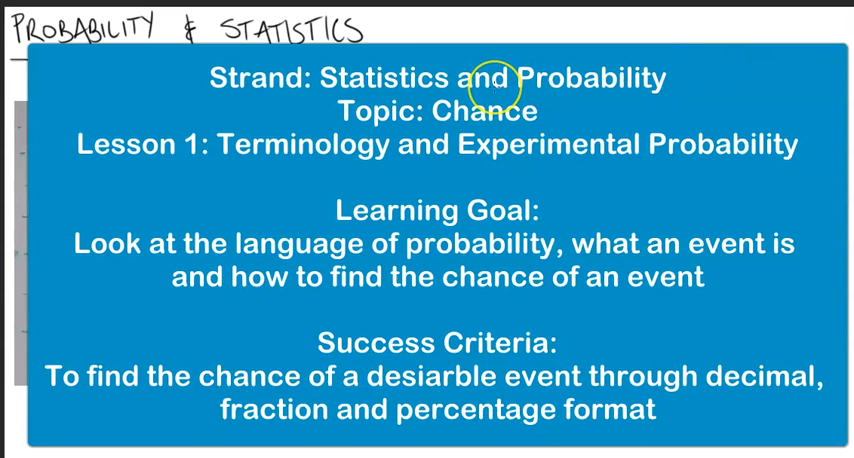 PROBABILITY & STATISTICS
Strand: Statistics and Probability
Topic: Chance
Lesson 1: Terminology and Experimental Probability
Learning Goal:
Look at the language of probability, what an event is
and how to find the chance of an event
Success Criteria:
To find the chance of a desiarble event through decimal,
fraction and percentage format